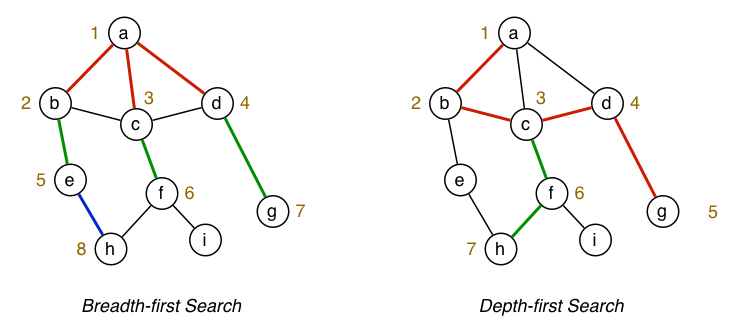 1 a
2 b
3
c
d 4
5 e
f 6
g 7
8 h
i
Breadth-first Search
1 a
2 b
3
c
d 4
e
f 6
g 5
7 h
i
Depth-first Search